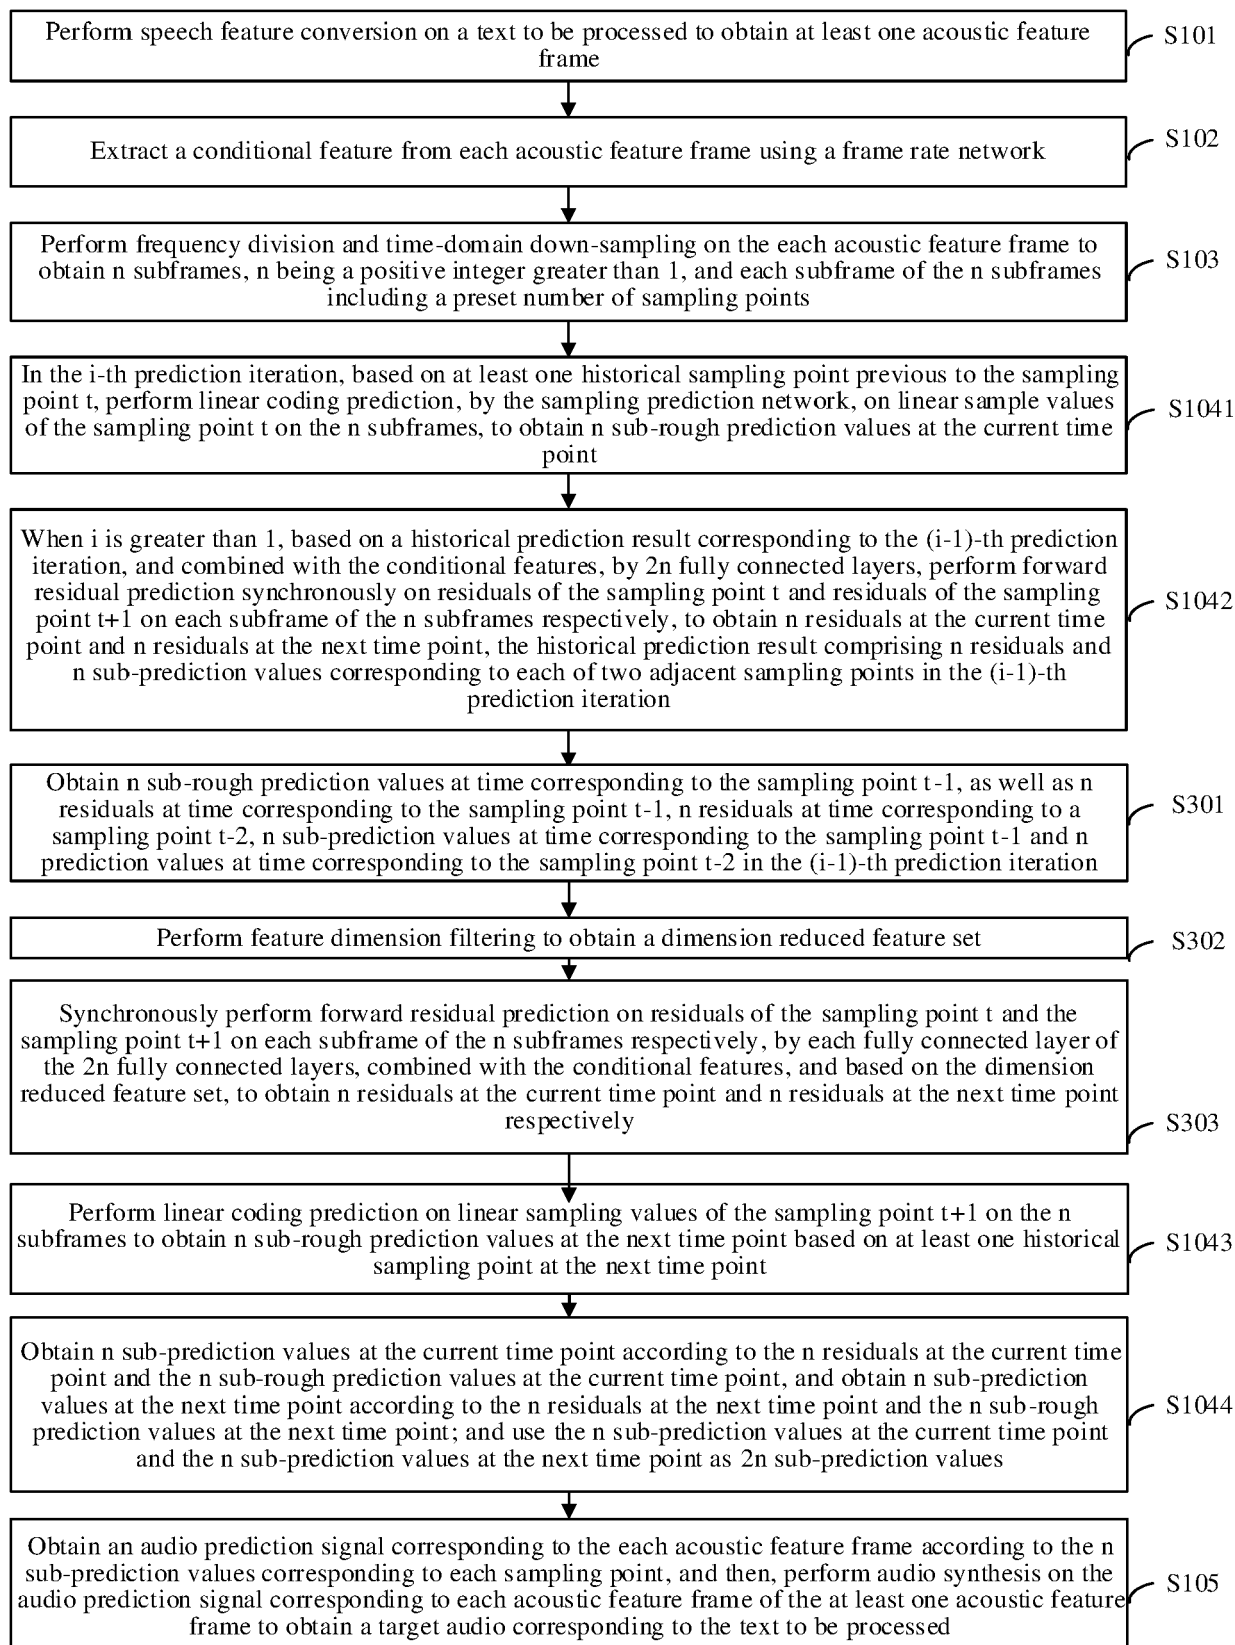 Perform speech feature conversion on a text to be processed to obtain at least one acoustic feature
frame
S101
Extract a conditional feature from each acoustic feature frame using a frame rate network
S102
Perform frequency division and time-domain down-sampling on the each acoustic feature frame to
obtain n subframes, n being a positive integer greater than 1, and each subframe of the n subframes
including a preset number of sampling points
S103
In the i-th prediction iteration, based on at least one historical sampling point previous to the sampling
point t, perform linear coding prediction, by the sampling prediction network, on linear sample values
of the sampling point t on the n subframes, to obtain n sub-rough prediction values at the current time
point
S1041
When i is greater than 1, based on a historical prediction result corresponding to the (i-1)-th prediction
iteration, and combined with the conditional features, by 2n fully connected layers, perform forward
residual prediction synchronously on residuals of the sampling point t and residuals of the sampling
point t+1 on each subframe of the n subframes respectively, to obtain n residuals at the current time
point and n residuals at the next time point, the historical prediction result comprising n residuals and
n sub-prediction values corresponding to each of two adjacent sampling points in the (i-1)-th
prediction iteration
S1042
Obtain n sub-rough prediction values at time corresponding to the sampling point t-1, as well as n
residuals at time corresponding to the sampling point t-1, n residuals at time corresponding to a
sampling point t-2, n sub-prediction values at time corresponding to the sampling point t-1 and n
prediction values at time corresponding to the sampling point t-2 in the (i-1)-th prediction iteration
S301
Perform feature dimension filtering to obtain a dimension reduced feature set
S302
Synchronously perform forward residual prediction on residuals of the sampling point t and the
sampling point t+1 on each subframe of the n subframes respectively, by each fully connected layer of
the 2n fully connected layers, combined with the conditional features, and based on the dimension
reduced feature set, to obtain n residuals at the current time point and n residuals at the next time point
respectively
S303
Perform linear coding prediction on linear sampling values of the sampling point t+1 on the n
subframes to obtain n sub-rough prediction values at the next time point based on at least one historical
sampling point at the next time point
S1043
Obtain n sub-prediction values at the current time point according to the n residuals at the current time
point and the n sub-rough prediction values at the current time point, and obtain n sub-prediction
values at the next time point according to the n residuals at the next time point and the n sub-rough
prediction values at the next time point; and use the n sub-prediction values at the current time point
and the n sub-prediction values at the next time point as 2n sub-prediction values
S1044
Obtain an audio prediction signal corresponding to the each acoustic feature frame according to the n
sub-prediction values corresponding to each sampling point, and then, perform audio synthesis on the
audio prediction signal corresponding to each acoustic feature frame of the at least one acoustic feature
frame to obtain a target audio corresponding to the text to be processed
S105